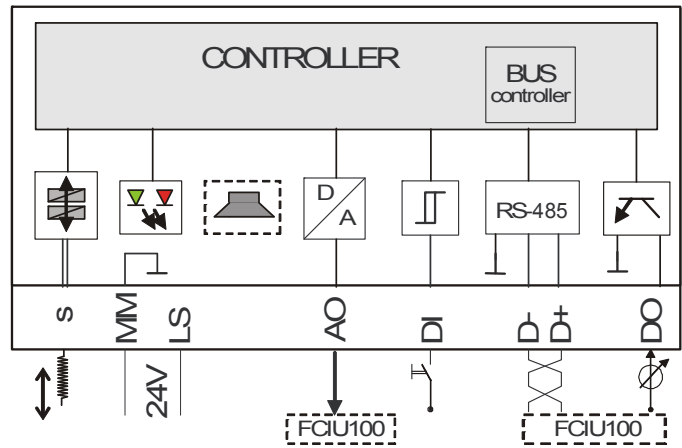 CONTROLLER
BUS
controller
D
A
RS-485
s
MM
LS
AO
DI
D-
D+
DO
24V
FCIU100
FCIU100